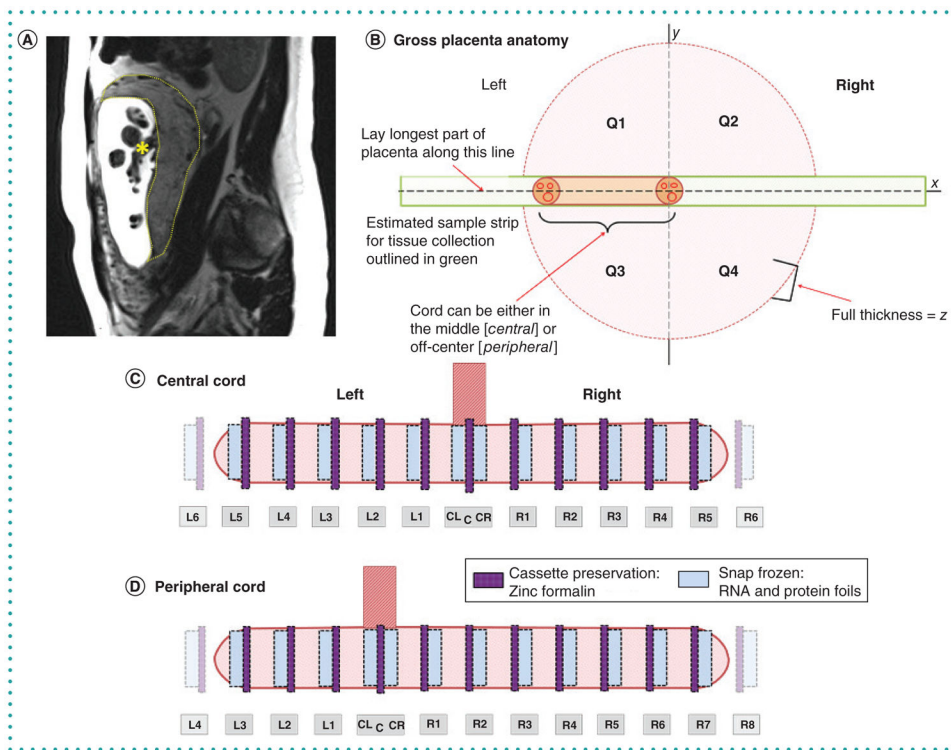 A
B Gross placenta anatomy
y
Left
Right
Q1
Q2
Lay longest part of
placenta along this line
x
Estimated sample strip
for tissue collection
outlined in green
Q3
Q4
Cord can be either in
the middle [central] or
off-center [peripheral]
Full thickness = z
C Central cord
Left
Right
L6 L5 L4 L3 L2 L1 CL C CR R1 R2 R3 R4 R5 R6
Cassette preservation:
Zinc formalin
Snap frozen:
RNA and protein foils
D Peripheral cord
L4 L3 L2 L1 CL C CR R1 R2 R3 R4 R5 R6 R7 R8